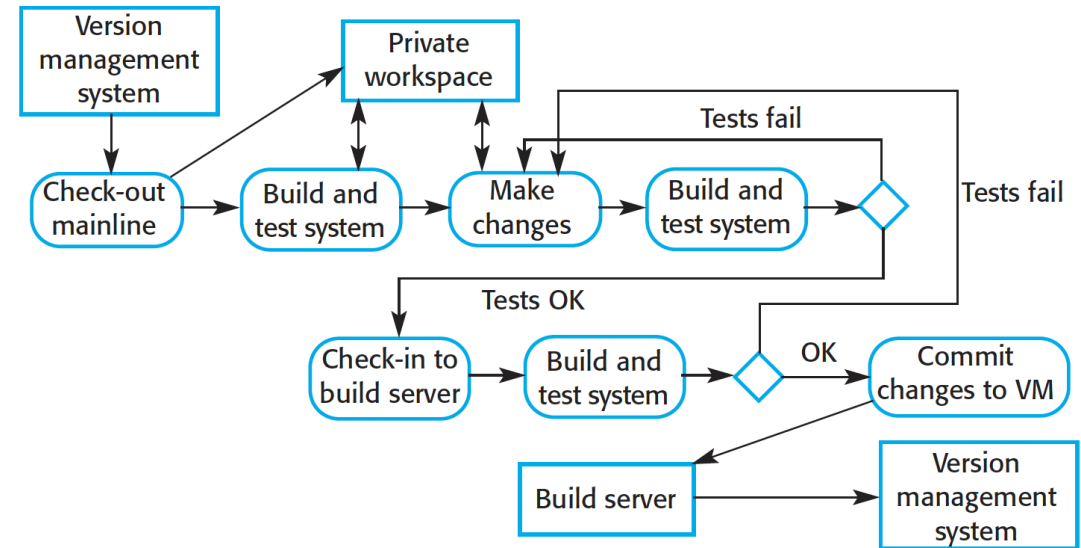 Version
management
system
Private
workspace
Tests fail
Check-out
mainline
Build and
test system
Make
changes
Build and
test system
Tests fail
Tests OK
Check-in to
build server
Build and
test system
OK
Commit
changes to VM
Build server
Version
management
system